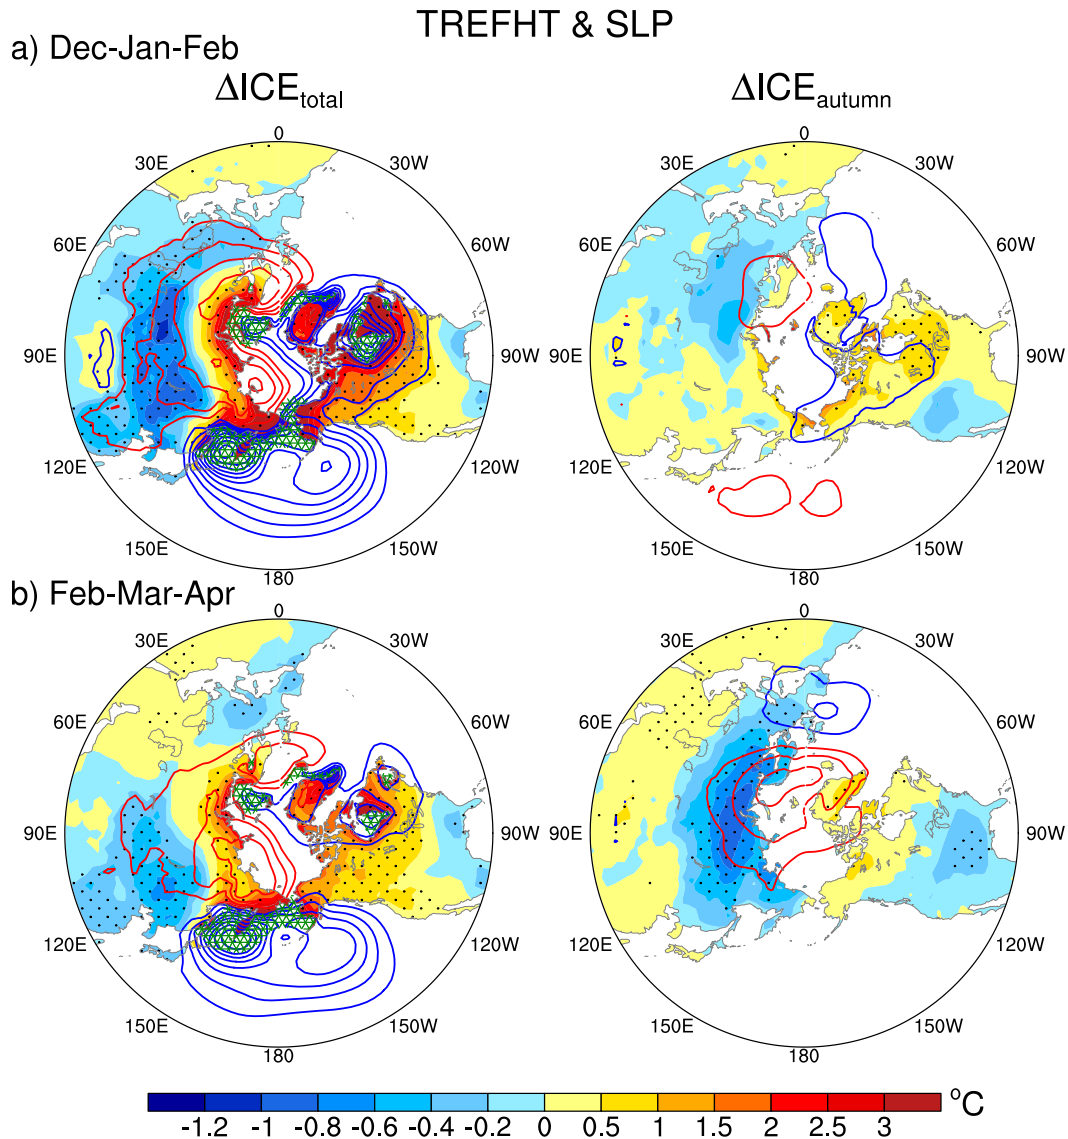 TREFHT & SLP
a) Dec-Jan-Feb
ΔICEtotal ΔICEautumn
0 0
30E 30W 30E 30W
60E 60W 60E 60W
90E 90W 90E 90W
120E 120W 120E 120W
150E 150W 150E 150W
180 180
b) Feb-Mar-Apr
0 0
30E 30W 30E 30W
60E 60W 60E 60W
90E 90W 90E 90W
120E 120W 120E 120W
150E 150W 150E 150W
180 180
°C
-1.2 -1 -0.8 -0.6 -0.4 -0.2 0 0.5 1 1.5 2 2.5 3